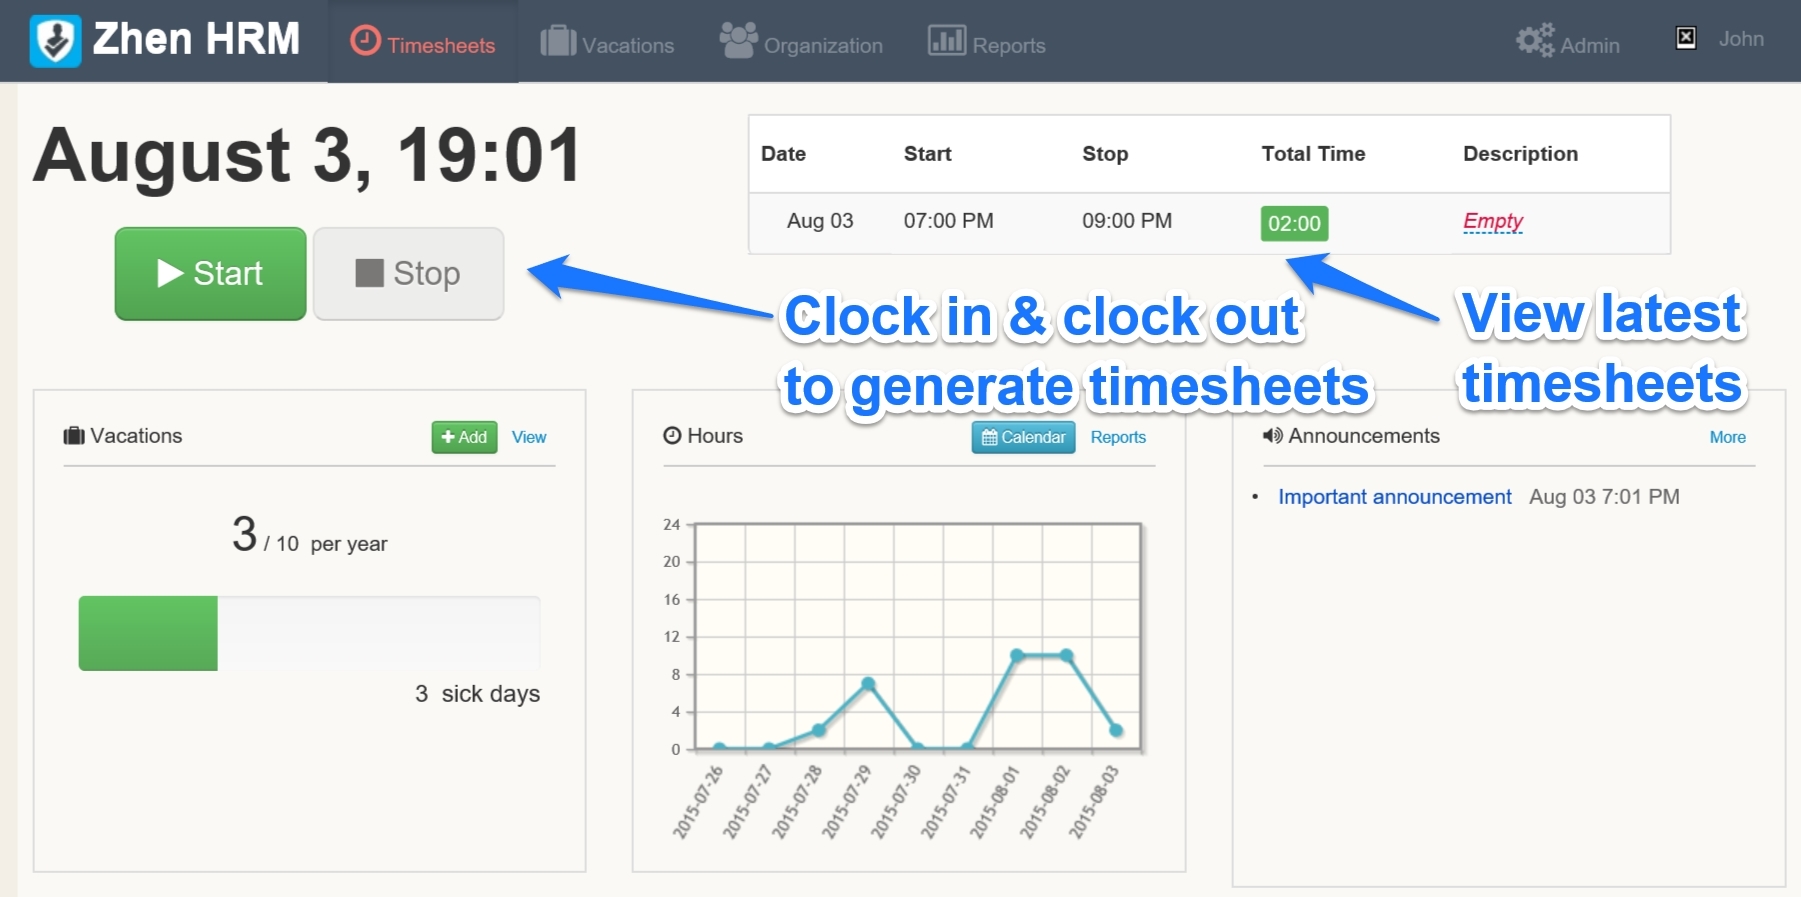 Zhen HRM
Timesheets
Vacations
Organization
Reports
Admin
John
August 3, 19:01
Start
Stop
Date Start Stop Total Time Description
Aug 03 07:00 PM 09:00 PM 02:00 Empty
Clock in & clock out
to generate timesheets
View latest
timesheets
Vacations
+ Add
View
3 / 10 per year
3 sick days
Hours
Calendar
Reports
24
20
16
12
8
4
0
2015-07-26
2015-07-27
2015-07-28
2015-07-29
2015-07-30
2015-07-31
2015-08-01
2015-08-02
2015-08-03
Announcements
More
• Important announcement Aug 03 7:01 PM